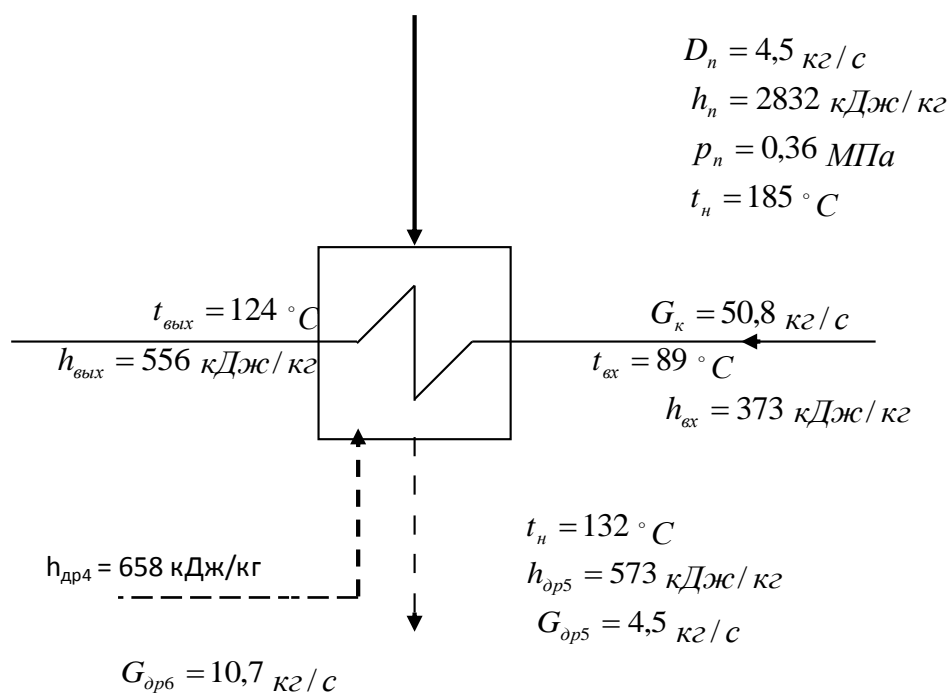 D_п = 4,5 кг/с
h_п = 2832 кДж/кг
p_п = 0,36 МПа
t_н = 185 °C
t_вых = 124 °C
h_вых = 556 кДж/кг
G_к = 50,8 кг/с
t_вх = 89 °C
h_вх = 373 кДж/кг
h_др4 = 658 кДж/кг
t_н = 132 °C
h_др5 = 573 кДж/кг
G_др5 = 4,5 кг/с
G_др6 = 10,7 кг/с